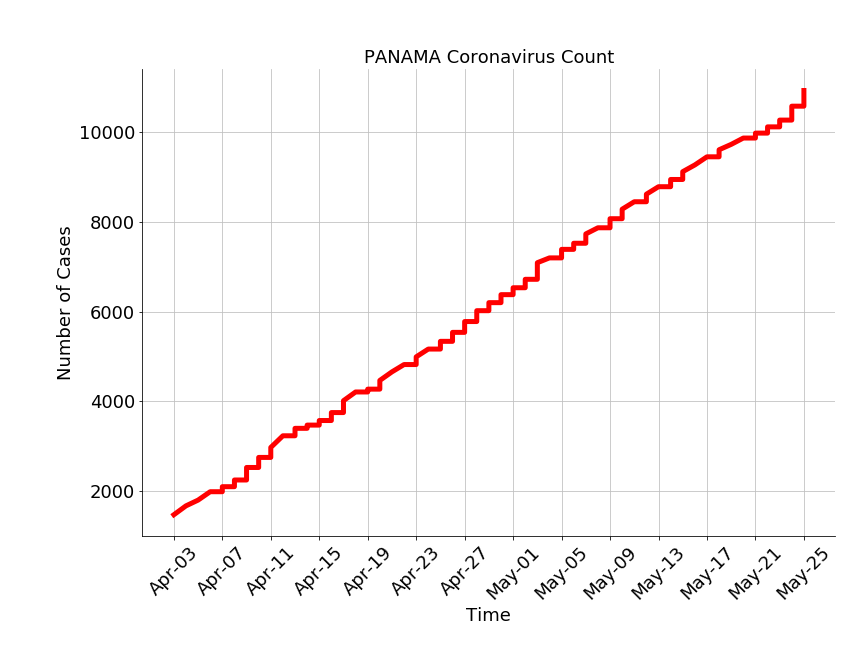 PANAMA Coronavirus Count
Number of Cases
10000
8000
6000
4000
2000
Apr-03
Apr-07
Apr-11
Apr-15
Apr-19
Apr-23
Apr-27
May-01
May-05
May-09
May-13
May-17
May-21
May-25
Time